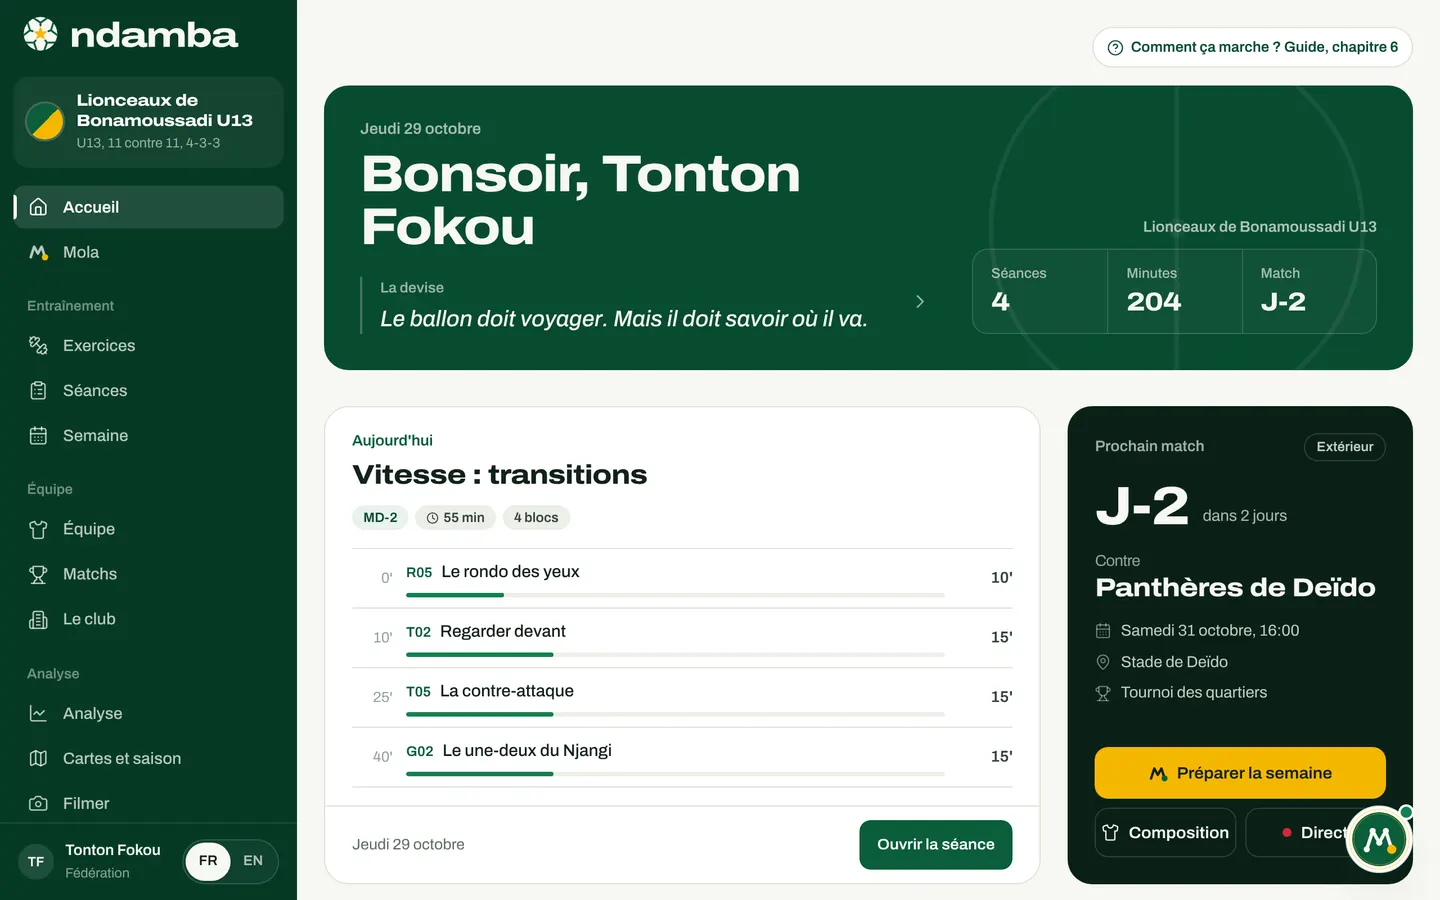 ndamba
Lionceaux de
Bonamoussadi U13
U13, 11 contre 11, 4-3-3
Accueil
Mola
Entraînement
Exercices
Séances
Semaine
Équipe
Équipe
Matchs
Le club
Analyse
Analyse
Cartes et saison
Filmer
TF
Tonton Fokou
Fédération
FR
EN
Comment ça marche ? Guide, chapitre 6
Jeudi 29 octobre
Bonsoir, Tonton
Fokou
La devise
Le ballon doit voyager. Mais il doit savoir où il va.
Lionceaux de Bonamoussadi U13
Séances
4
Minutes
204
Match
J-2
Aujourd'hui
Vitesse : transitions
MD-2
55 min
4 blocs
0' R05 Le rondo des yeux 10'
10' T02 Regarder devant 15'
25' T05 La contre-attaque 15'
40' G02 Le une-deux du Njangi 15'
Jeudi 29 octobre
Ouvrir la séance
Prochain match
Extérieur
J-2 dans 2 jours
Contre
Panthères de Deïdo
Samedi 31 octobre, 16:00
Stade de Deïdo
Tournoi des quartiers
Préparer la semaine
Composition
Direct